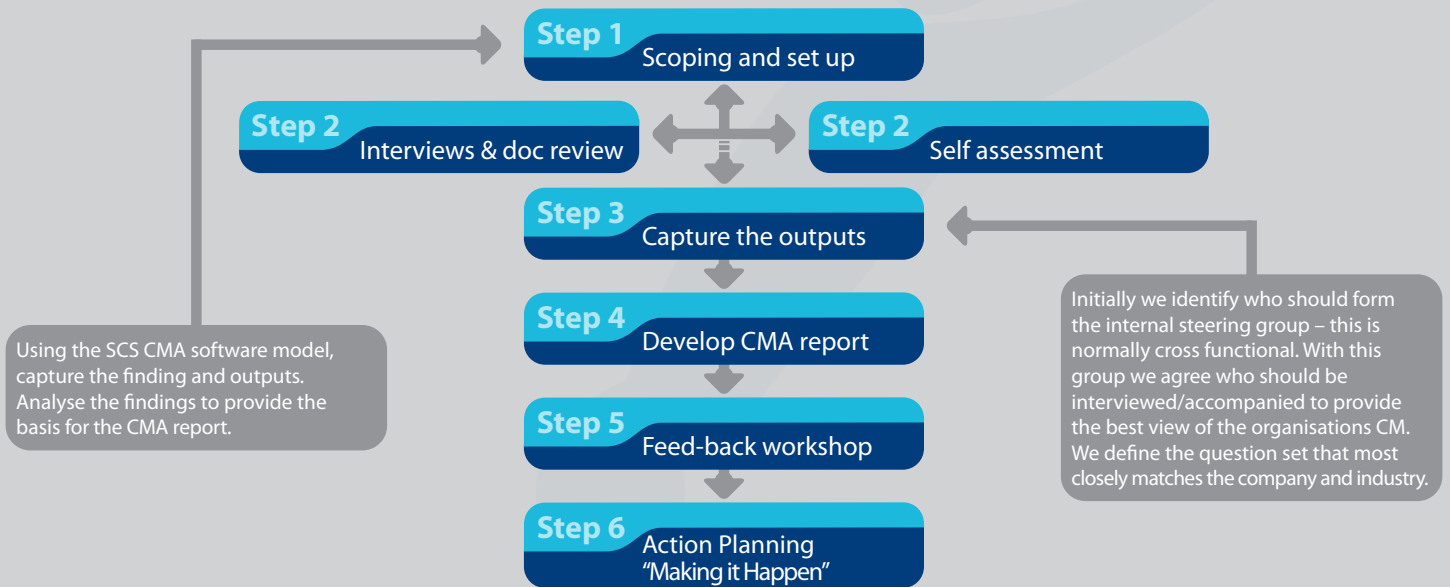 Step 1
Scoping and set up
Step 2
Interviews & doc review
Step 2
Self assessment
Step 3
Capture the outputs
Step 4
Develop CMA report
Step 5
Feed-back workshop
Step 6
Action Planning
“Making it Happen”
Using the SCS CMA software model,
capture the finding and outputs.
Analyse the findings to provide the
basis for the CMA report.
Initially we identify who should form
the internal steering group – this is
normally cross functional. With this
group we agree who should be
interviewed/accompanied to provide
the best view of the organisations CM.
We define the question set that most
closely matches the company and industry.